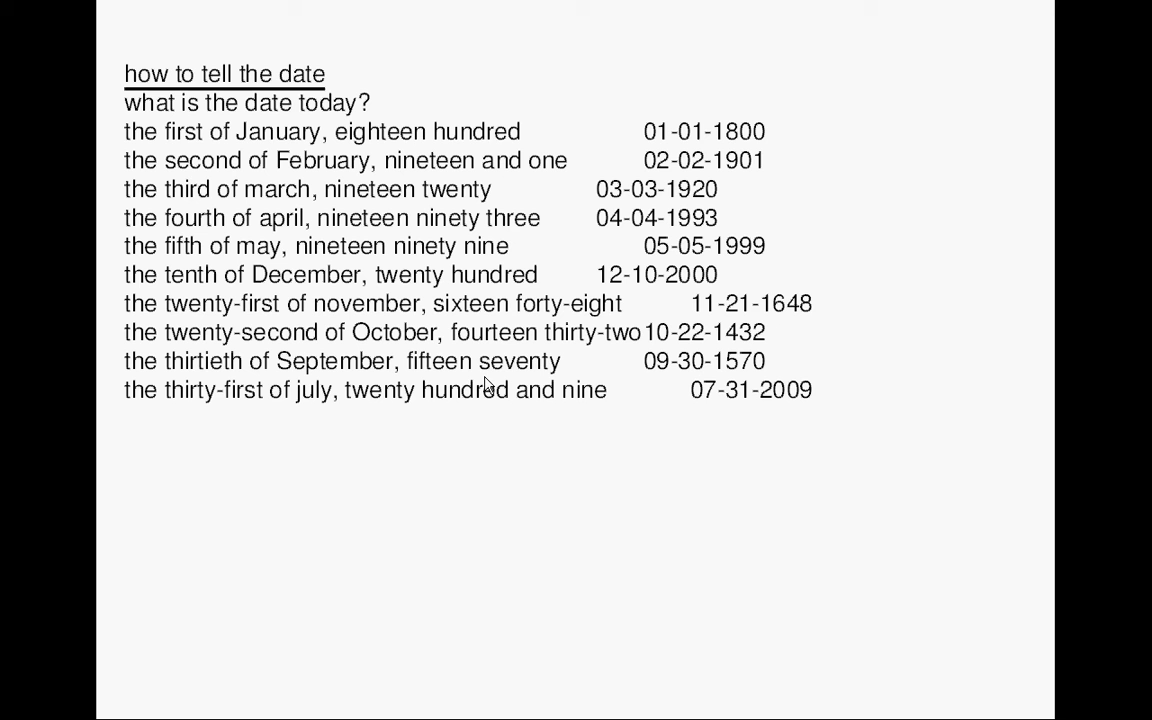 how to tell the date
what is the date today?
the first of January, eighteen hundred 01-01-1800
the second of February, nineteen and one 02-02-1901
the third of march, nineteen twenty 03-03-1920
the fourth of april, nineteen ninety three 04-04-1993
the fifth of may, nineteen ninety nine 05-05-1999
the tenth of December, twenty hundred 12-10-2000
the twenty-first of november, sixteen forty-eight 11-21-1648
the twenty-second of October, fourteen thirty-two 10-22-1432
the thirtieth of September, fifteen seventy 09-30-1570
the thirty-first of july, twenty hundred and nine 07-31-2009